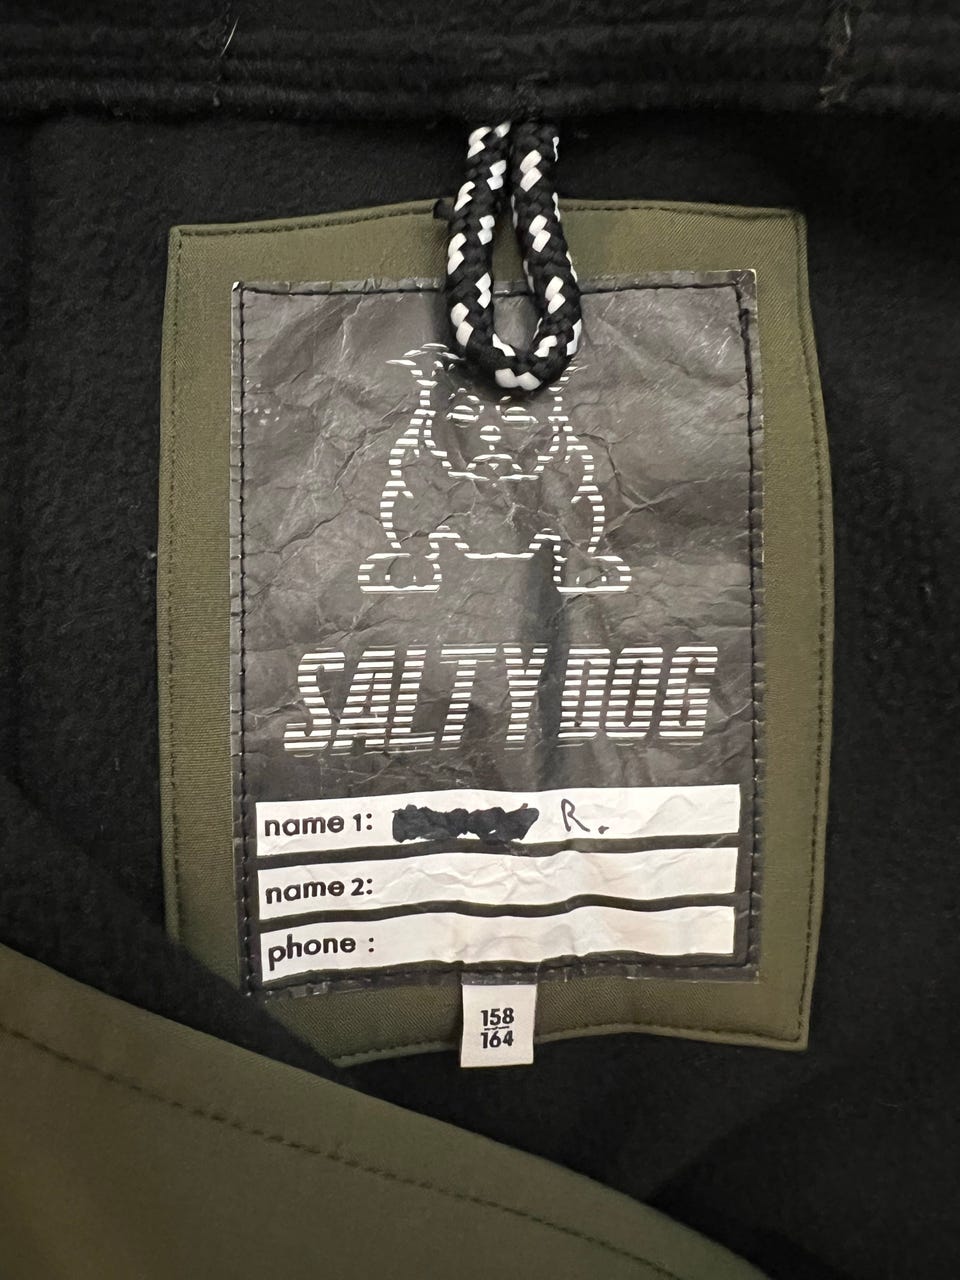 SALTY DOG
name 1: R.
name 2:
phone :
158
164